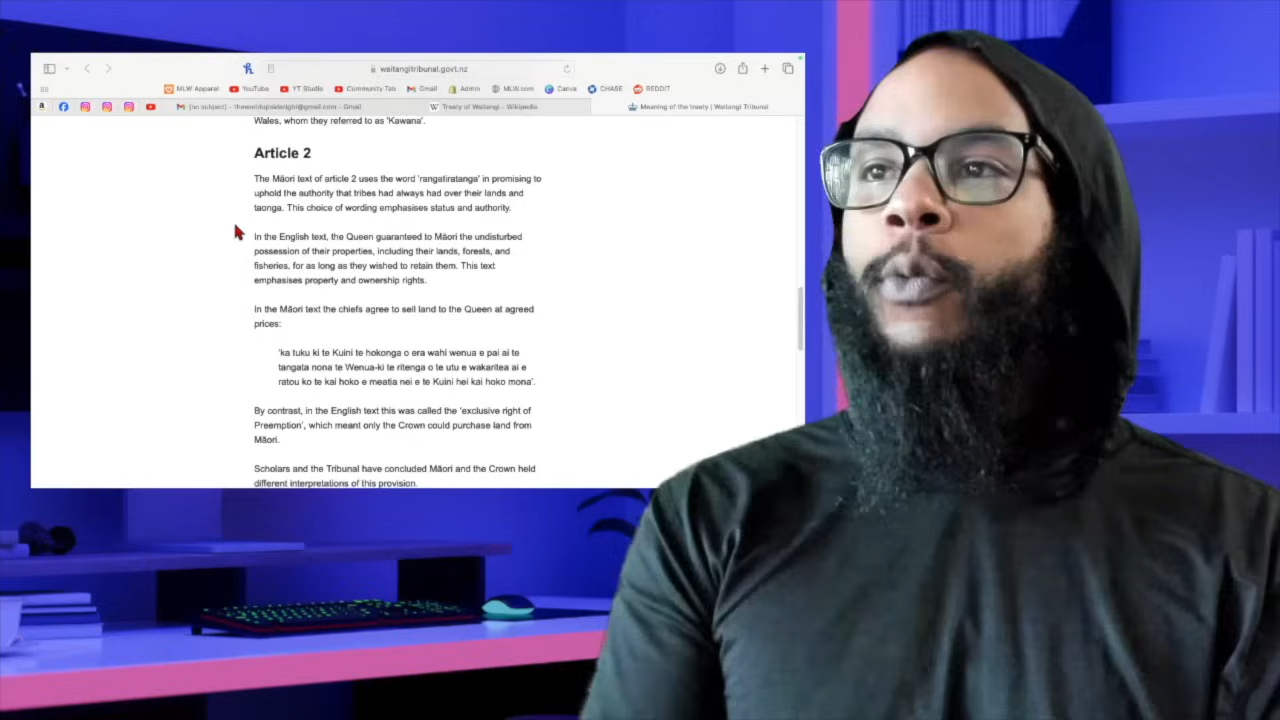 waitangitribunal.govt.nz
MLW Apparel YouTube YT Studio Community Tab Gmail Admin MLW.com Canva CHASE REDDIT
(no subject) - theworldupsideright@gmail.com - Gmail Treaty of Waitangi - Wikipedia Meaning of the treaty | Waitangi Tribunal
Wales, whom they referred to as 'Kawana'.
Article 2
The Māori text of article 2 uses the word 'rangatiratanga' in promising to
uphold the authority that tribes had always had over their lands and
taonga. This choice of wording emphasises status and authority.
In the English text, the Queen guaranteed to Māori the undisturbed
possession of their properties, including their lands, forests, and
fisheries, for as long as they wished to retain them. This text
emphasises property and ownership rights.
In the Māori text the chiefs agree to sell land to the Queen at agreed
prices:
'ka tuku ki te Kuini te hokonga o era wahi wenua e pai ai te
tangata nona te Wenua-ki te ritenga o te utu e wakaritea ai e
ratou ko te kai hoko e meatia nei e te Kuini hei kai hoko mona'.
By contrast, in the English text this was called the 'exclusive right of
Preemption', which meant only the Crown could purchase land from
Māori.
Scholars and the Tribunal have concluded Māori and the Crown held
different interpretations of this provision.